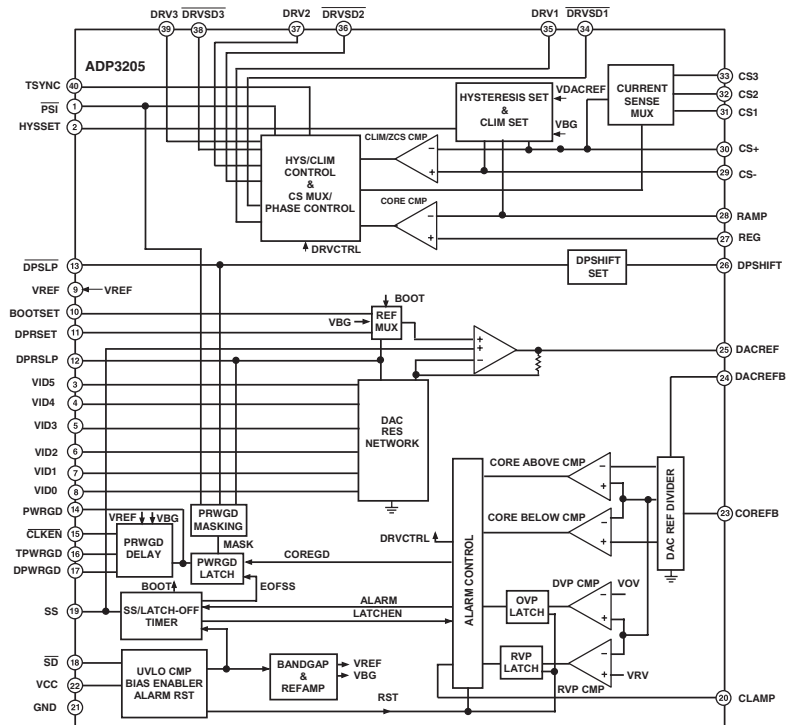 DRV3 DRVSD3 DRV2 DRVSD2 DRV1 DRVSD1
39 38 37 36 35 34
ADP3205
TSYNC 40
PSI 1
HYSSET 2
HYSTERESIS SET
&
CLIM SET
VDACREF
VBG
CURRENT
SENSE
MUX
33 CS3
32 CS2
31 CS1
30 CS+
29 CS-
28 RAMP
27 REG
CLIM/ZCS CMP
−
+
HYS/CLIM
CONTROL
&
CS MUX/
PHASE CONTROL
CORE CMP
−
+
DRVCTRL
DPSLP 13
DPSHIFT
SET
26 DPSHIFT
VREF 9 VREF
BOOTSET 10
DPRSET 11
DPRSLP 12
BOOT
VBG
REF
MUX
+
+
−
25 DACREF
24 DACREFB
VID5 3
VID4 4
VID3 5
VID2 6
VID1 7
VID0 8
DAC
RES
NETWORK
PWRGD 14
CLKEN 15
TPWRGD 16
DPWRGD 17
VREF VBG
PRWGD
DELAY
PRWGD
MASKING
MASK
PWRGD
LATCH
COREGD
EOFSS
BOOT
DRVCTRL
ALARM CONTROL
CORE ABOVE CMP
−
+
CORE BELOW CMP
−
+
DAC REF DIVIDER
23 COREFB
SS 19
SS/LATCH-OFF
TIMER
ALARM
LATCHEN
OVP
LATCH
DVP CMP
VOV
−
+
RVP
LATCH
−
+
VRV
RVP CMP
SD 18
VCC 22
GND 21
UVLO CMP
BIAS ENABLER
ALARM RST
BANDGAP
&
REFAMP
VREF
VBG
RST
20 CLAMP